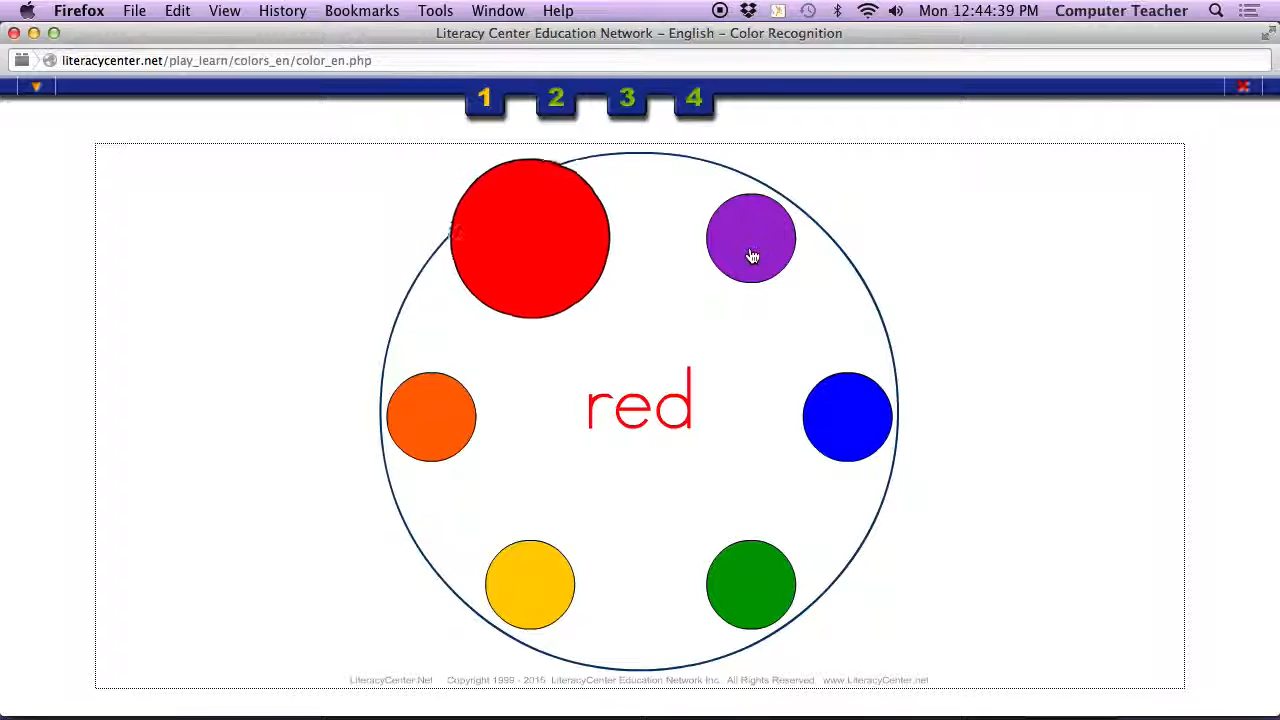 Firefox File Edit View History Bookmarks Tools Window Help Mon 12:44:39 PM Computer Teacher
Literacy Center Education Network – English – Color Recognition
literacycenter.net/play_learn/colors_en/color_en.php
1 2 3 4
red
LiteracyCenter.Net Copyright 1999 - 2015 LiteracyCenter Education Network Inc. All Rights Reserved. www.LiteracyCenter.net